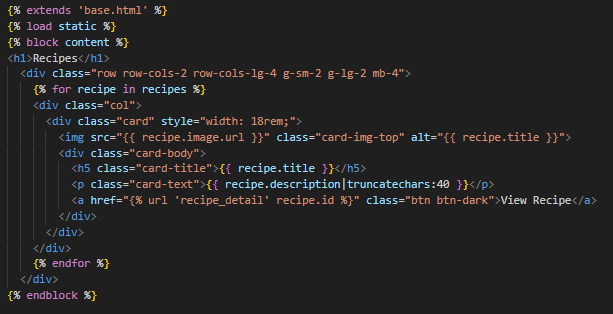 {% extends 'base.html' %}
{% load static %}
{% block content %}
<h1>Recipes</h1>
  <div class="row row-cols-2 row-cols-lg-4 g-sm-2 g-lg-2 mb-4">
    {% for recipe in recipes %}
    <div class="col">
      <div class="card" style="width: 18rem;">
        <img src="{{ recipe.image.url }}" class="card-img-top" alt="{{ recipe.title }}">
        <div class="card-body">
          <h5 class="card-title">{{ recipe.title }}</h5>
          <p class="card-text">{{ recipe.description|truncatechars:40 }}</p>
          <a href="{% url 'recipe_detail' recipe.id %}" class="btn btn-dark">View Recipe</a>
        </div>
      </div>
    </div>
    {% endfor %}
  </div>
{% endblock %}